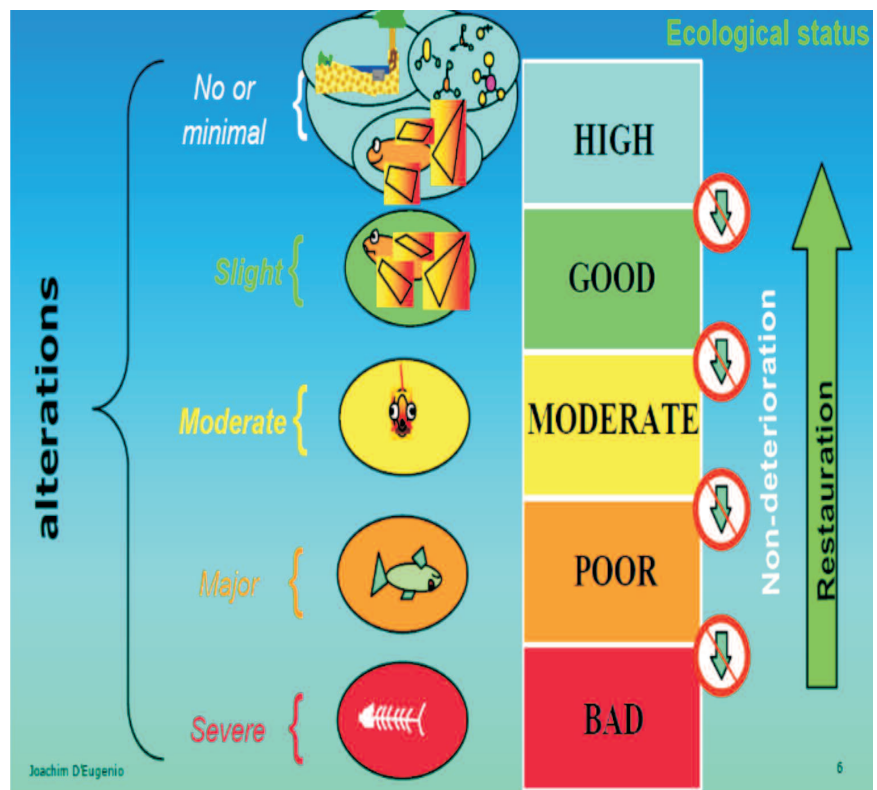 Ecological status
No or
minimal
HIGH
Slight
GOOD
Moderate
MODERATE
Major
POOR
Severe
BAD
alterations
Non-deterioration
Restauration
Joachim D'Eugenio
6